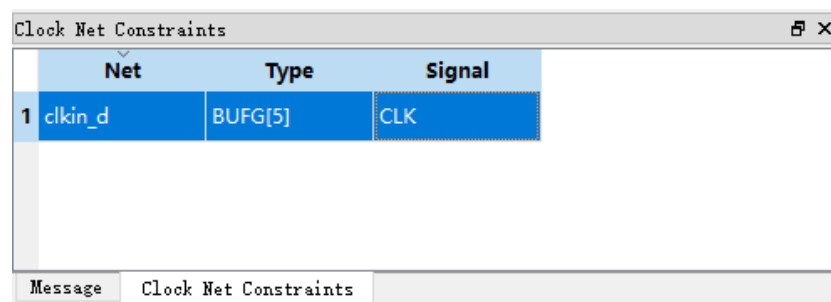 Clock Net Constraints
Net Type Signal
1 clkin_d BUFG[5] CLK
Message Clock Net Constraints